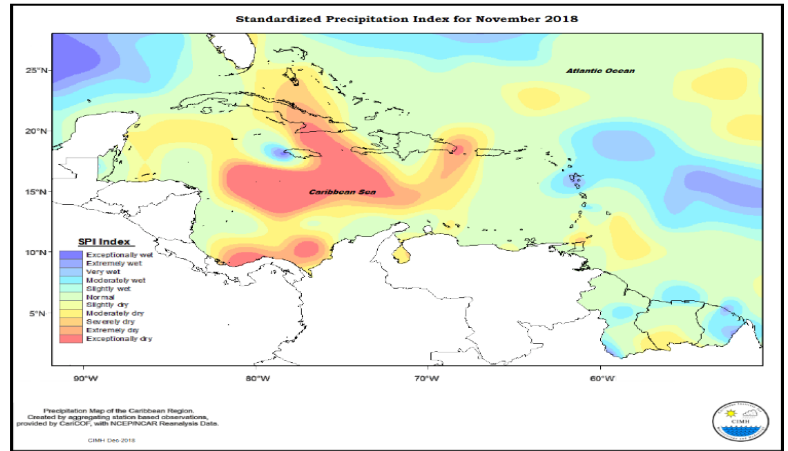 Standardized Precipitation Index for November 2018
25°N
Atlantic Ocean
20°N
15°N
Caribbean Sea
SPI Index
10°N
Exceptionally wet
Extremely wet
Very wet
Moderately wet
Slightly wet
Normal
Slightly dry
5°N
Moderately dry
Severely dry
Extremely dry
Exceptionally dry
90°W
80°W
70°W
60°W
Precipitation Map of the Caribbean Region.
Created by aggregating station based observations,
provided by CariCOF, with NCEP/NCAR Reanalysis Data.
CIMH Dec 2018
CIMH